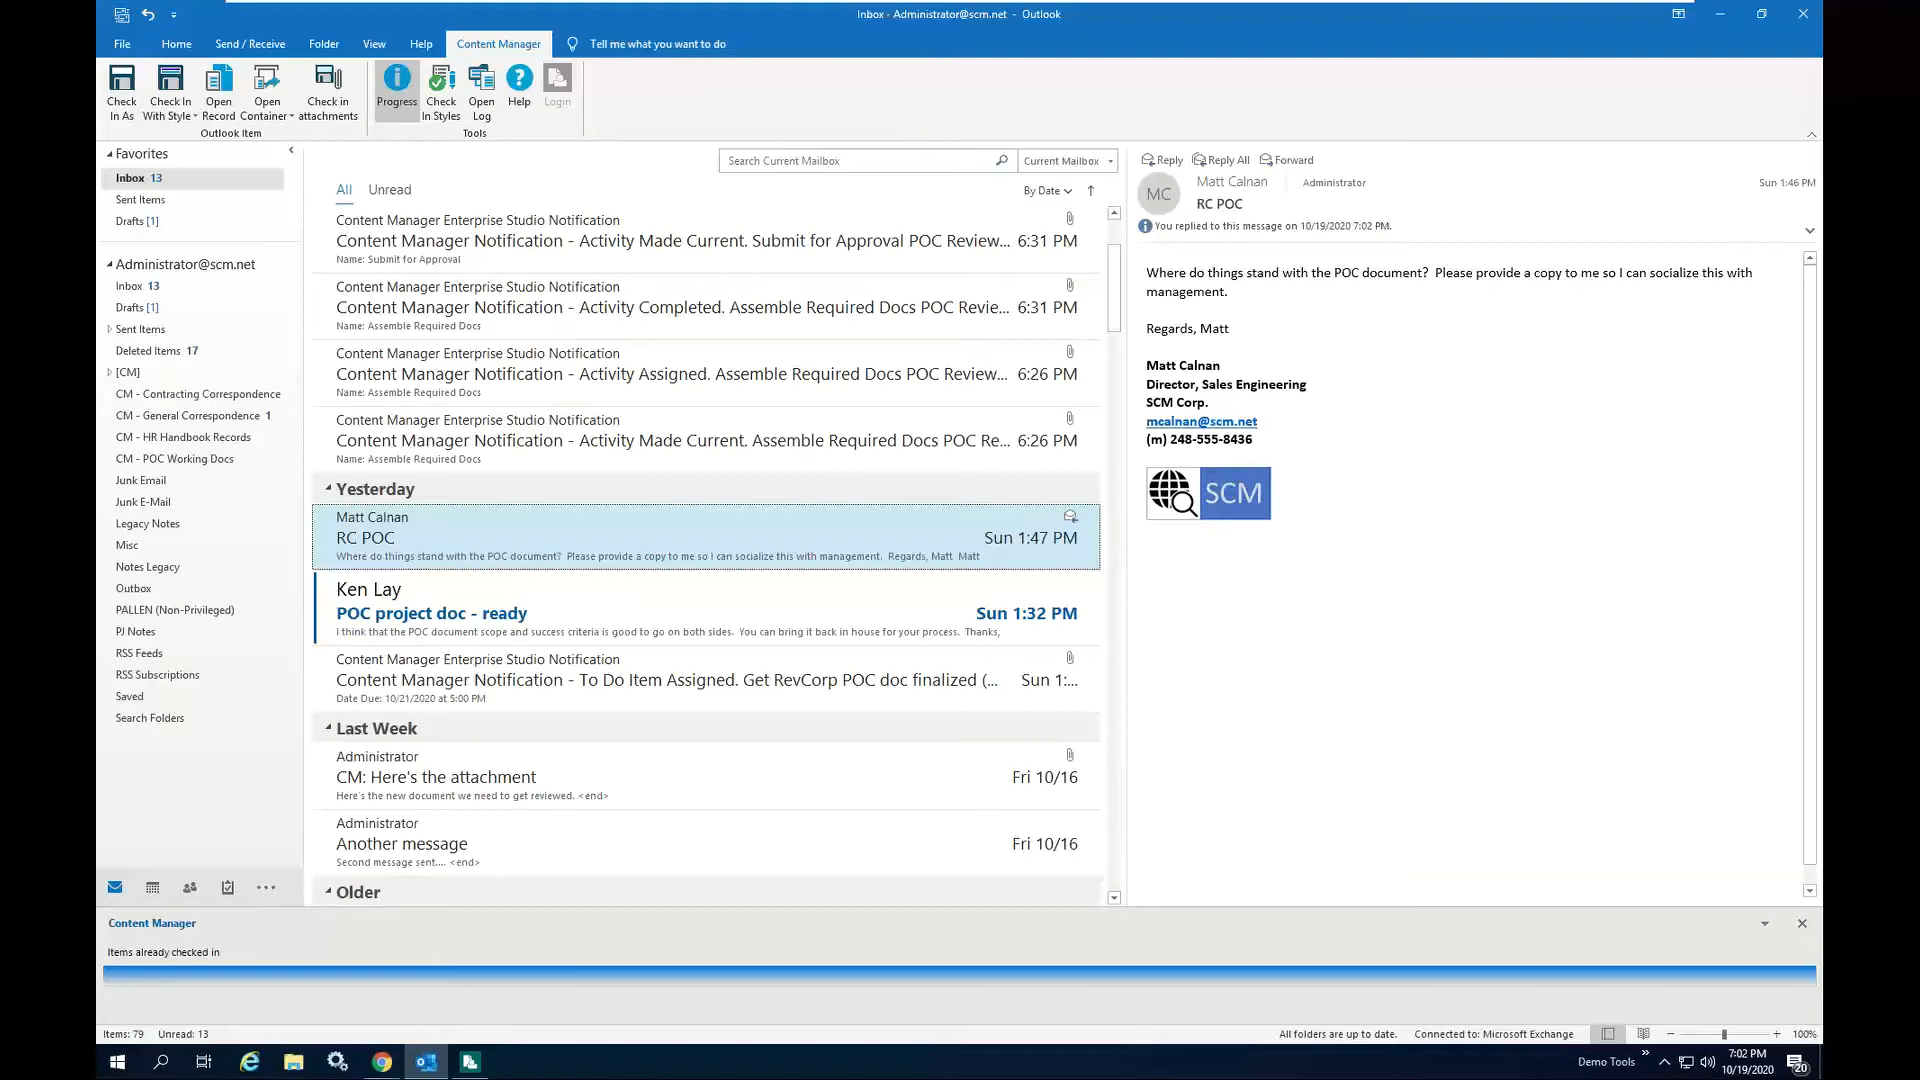 Inbox - Administrator@scm.net - Outlook
File Home Send / Receive Folder View Help Content Manager Tell me what you want to do
Check In As
Check In With Style
Open Record
Open Container
Check in attachments
Outlook Item
Progress
Check In Styles
Open Log
Help
Login
Tools
Favorites
Inbox 13
Sent Items
Drafts [1]
Administrator@scm.net
Inbox 13
Drafts [1]
Sent Items
Deleted Items 17
[CM]
CM - Contracting Correspondence
CM - General Correspondence 1
CM - HR Handbook Records
CM - POC Working Docs
Junk Email
Junk E-Mail
Legacy Notes
Misc
Notes Legacy
Outbox
PALLEN (Non-Privileged)
PJ Notes
RSS Feeds
RSS Subscriptions
Saved
Search Folders
Search Current Mailbox
Current Mailbox
All Unread
By Date
Content Manager Enterprise Studio Notification
Content Manager Notification - Activity Made Current. Submit for Approval POC Review... 6:31 PM
Name: Submit for Approval
Content Manager Enterprise Studio Notification
Content Manager Notification - Activity Completed. Assemble Required Docs POC Revie... 6:31 PM
Name: Assemble Required Docs
Content Manager Enterprise Studio Notification
Content Manager Notification - Activity Assigned. Assemble Required Docs POC Review... 6:26 PM
Name: Assemble Required Docs
Content Manager Enterprise Studio Notification
Content Manager Notification - Activity Made Current. Assemble Required Docs POC Re... 6:26 PM
Name: Assemble Required Docs
Yesterday
Matt Calnan
RC POC Sun 1:47 PM
Where do things stand with the POC document? Please provide a copy to me so I can socialize this with management. Regards, Matt Matt
Ken Lay
POC project doc - ready Sun 1:32 PM
I think that the POC document scope and success criteria is good to go on both sides. You can bring it back in house for your process. Thanks,
Content Manager Enterprise Studio Notification
Content Manager Notification - To Do Item Assigned. Get RevCorp POC doc finalized (... Sun 1:...
Date Due: 10/21/2020 at 5:00 PM
Last Week
Administrator
CM: Here's the attachment Fri 10/16
Here's the new document we need to get reviewed. <end>
Administrator
Another message Fri 10/16
Second message sent.... <end>
Older
Reply Reply All Forward
MC
Matt Calnan Administrator Sun 1:46 PM
RC POC
You replied to this message on 10/19/2020 7:02 PM.
Where do things stand with the POC document? Please provide a copy to me so I can socialize this with
management.
Regards, Matt
Matt Calnan
Director, Sales Engineering
SCM Corp.
mcalnan@scm.net
(m) 248-555-8436
SCM
Content Manager
Items already checked in
Items: 79 Unread: 13
All folders are up to date. Connected to: Microsoft Exchange 100%
Demo Tools
7:02 PM
10/19/2020
20